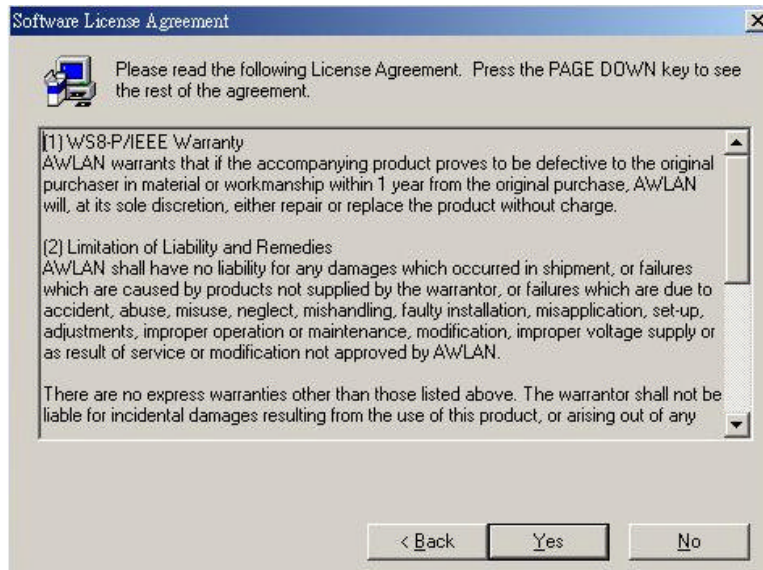 Software License Agreement
Please read the following License Agreement. Press the PAGE DOWN key to see
the rest of the agreement.
(1) WS8-P/IEEE Warranty
AWLAN warrants that if the accompanying product proves to be defective to the original
purchaser in material or workmanship within 1 year from the original purchase, AWLAN
will, at its sole discretion, either repair or replace the product without charge.
(2) Limitation of Liability and Remedies
AWLAN shall have no liability for any damages which occurred in shipment, or failures
which are caused by products not supplied by the warrantor, or failures which are due to
accident, abuse, misuse, neglect, mishandling, faulty installation, misapplication, set-up,
adjustments, improper operation or maintenance, modification, improper voltage supply or
as result of service or modification not approved by AWLAN.
There are no express warranties other than those listed above. The warrantor shall not be
liable for incidental damages resulting from the use of this product, or arising out of any
< Back
Yes
No